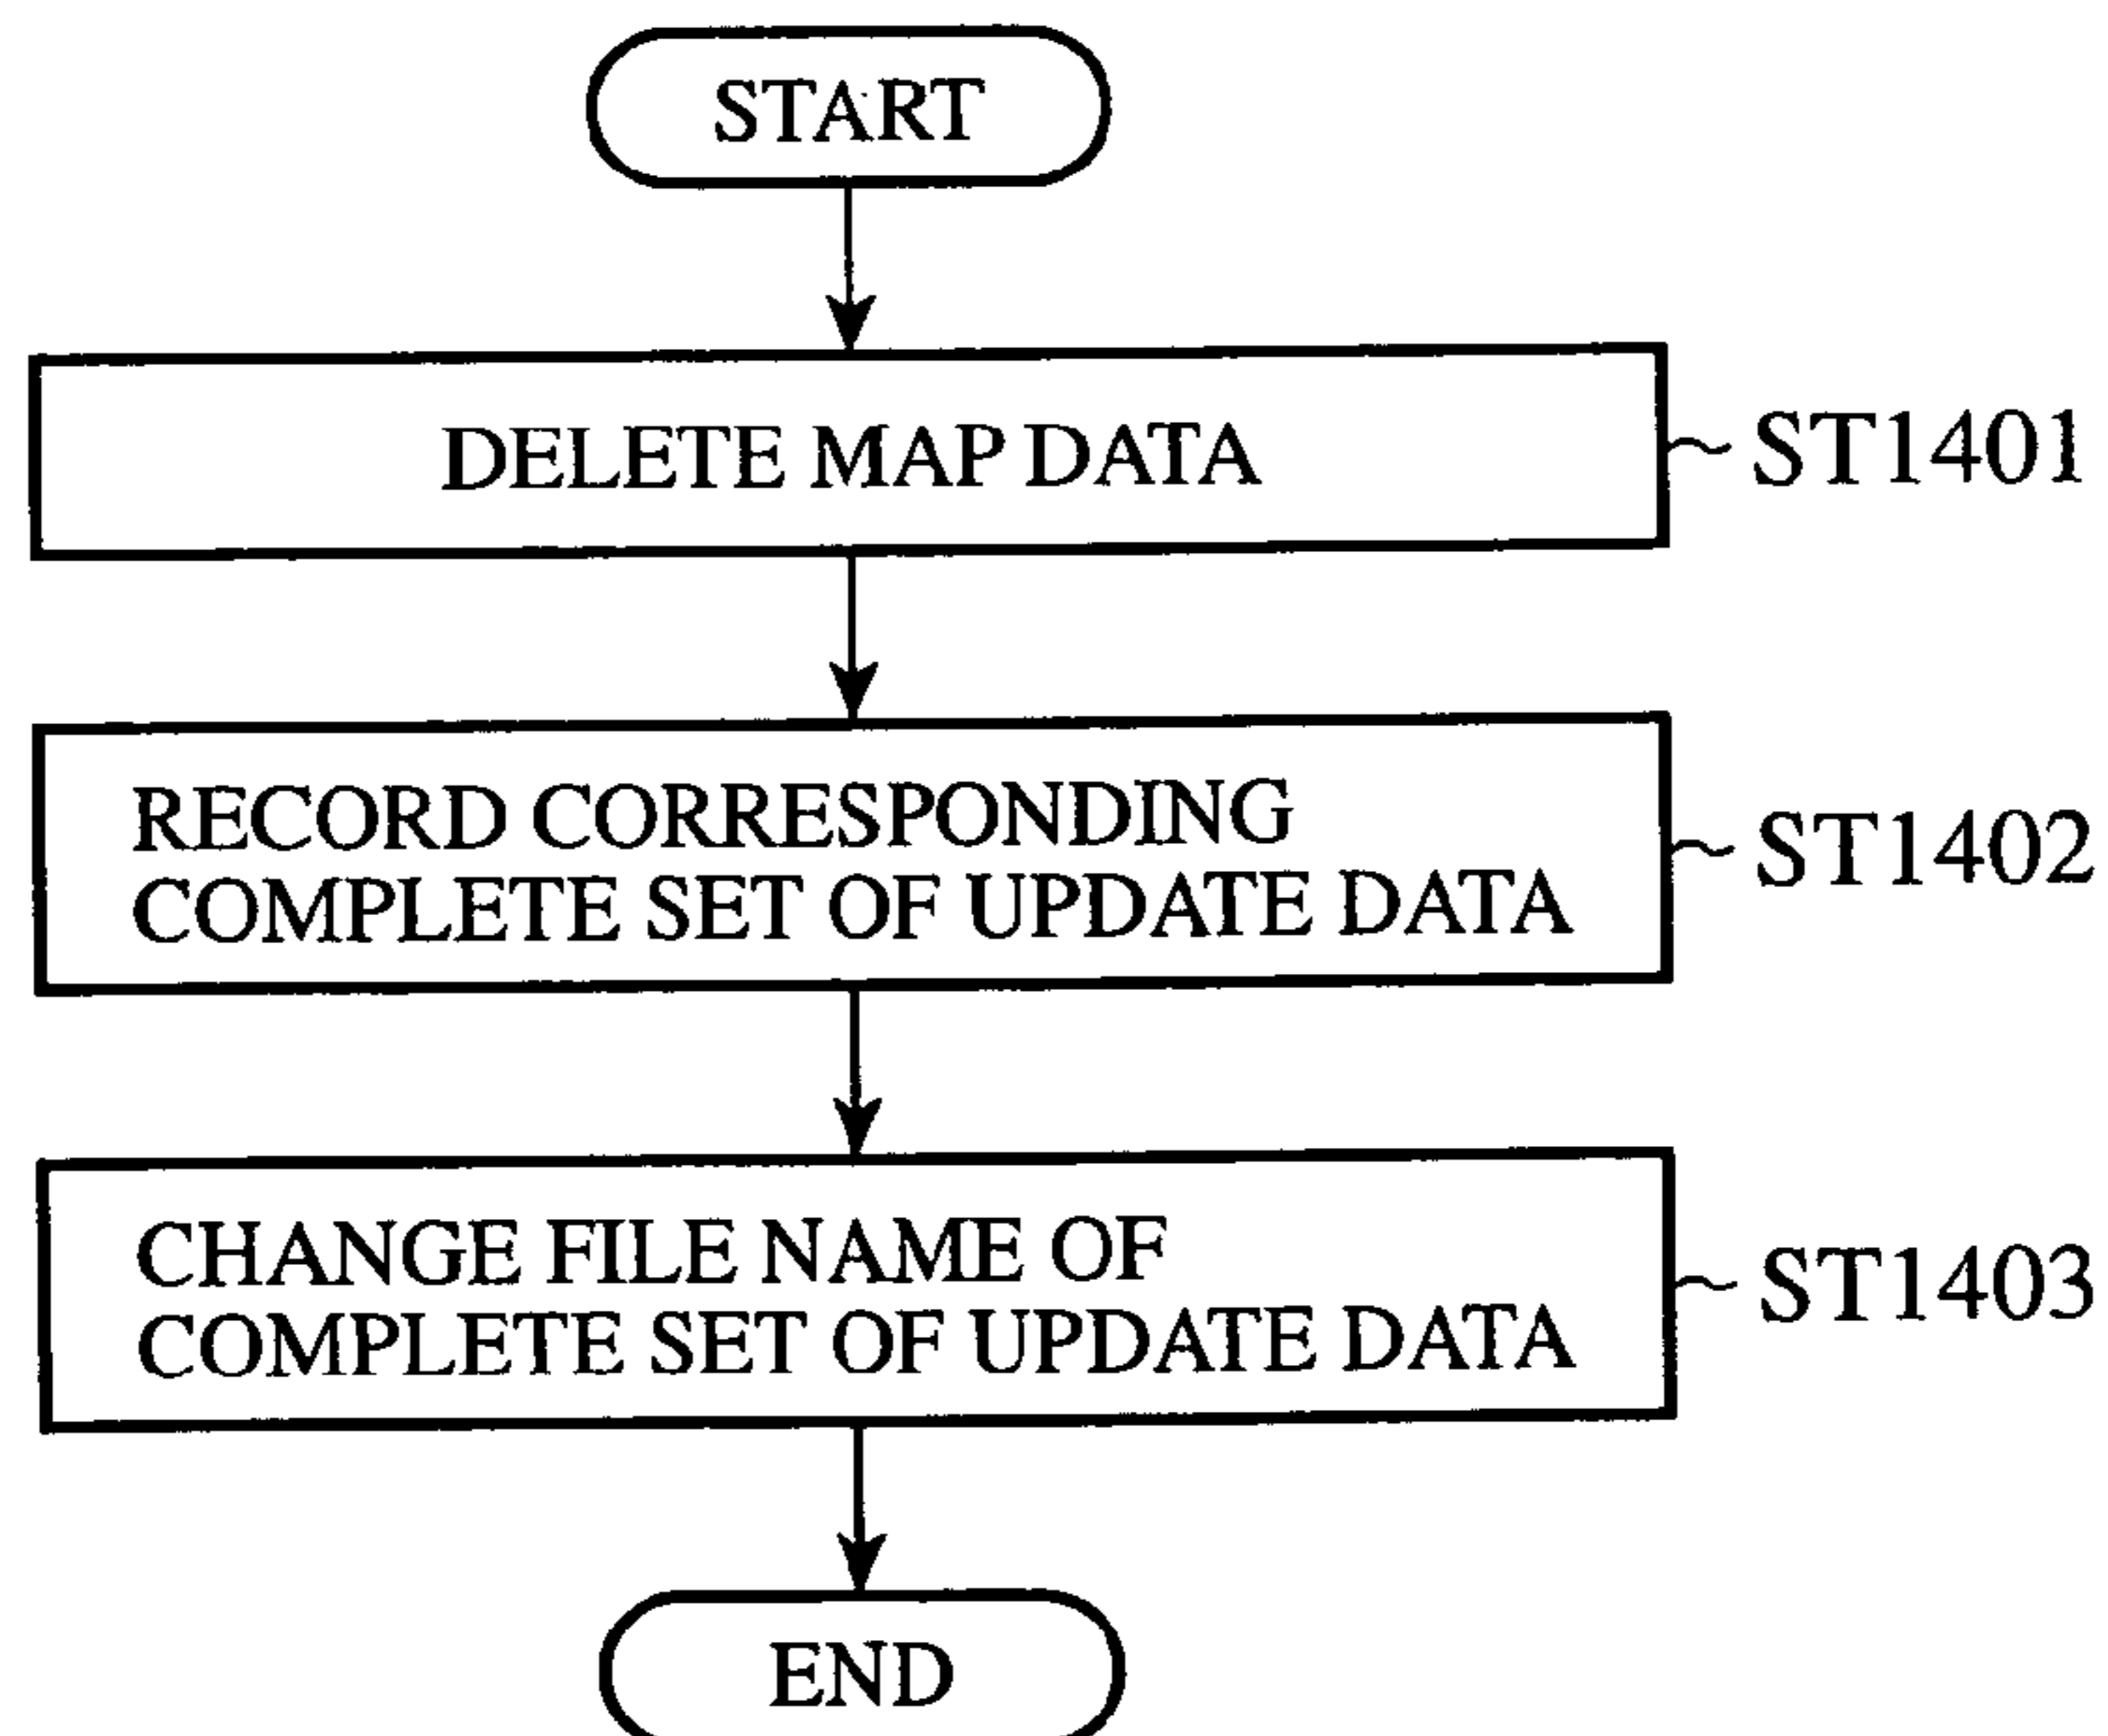 START
DELETE MAP DATA
ST1401
RECORD CORRESPONDING
COMPLETE SET OF UPDATE DATA
ST1402
CHANGE FILE NAME OF
COMPLETE SET OF UPDATE DATA
ST1403
END